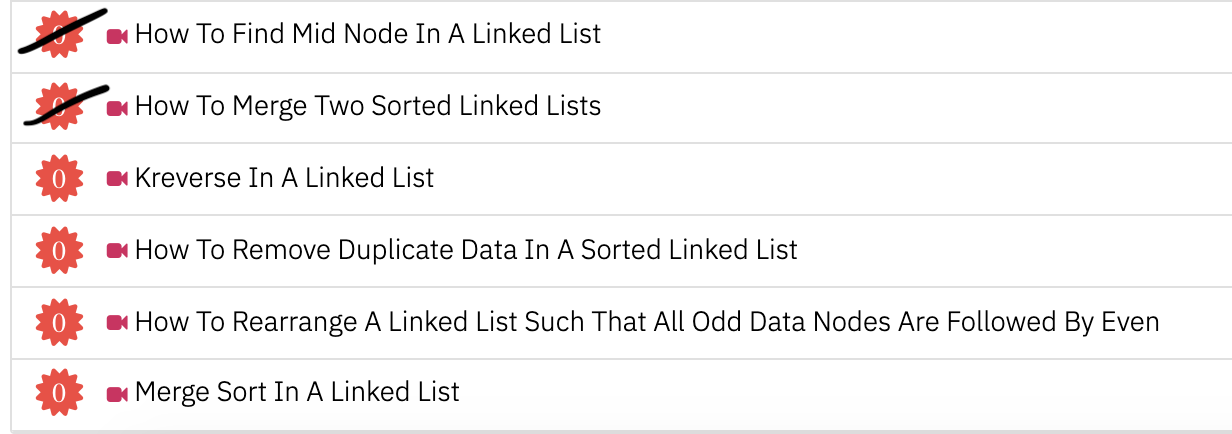 0 How To Find Mid Node In A Linked List
0 How To Merge Two Sorted Linked Lists
0 Kreverse In A Linked List
0 How To Remove Duplicate Data In A Sorted Linked List
0 How To Rearrange A Linked List Such That All Odd Data Nodes Are Followed By Even
0 Merge Sort In A Linked List